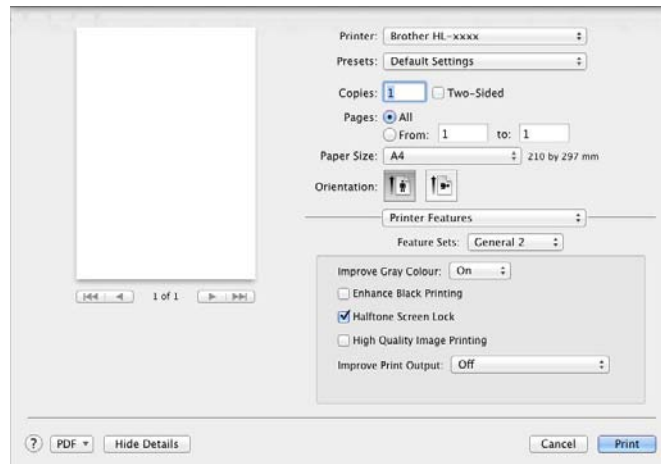 Printer: Brother HL-xxxx
Presets: Default Settings
Copies: 1 Two-Sided
Pages: All
From: 1 to: 1
Paper Size: A4 210 by 297 mm
Orientation:
Printer Features
Feature Sets: General 2
Improve Gray Colour: On
Enhance Black Printing
Halftone Screen Lock
High Quality Image Printing
Improve Print Output: Off
1 of 1
? PDF Hide Details Cancel Print